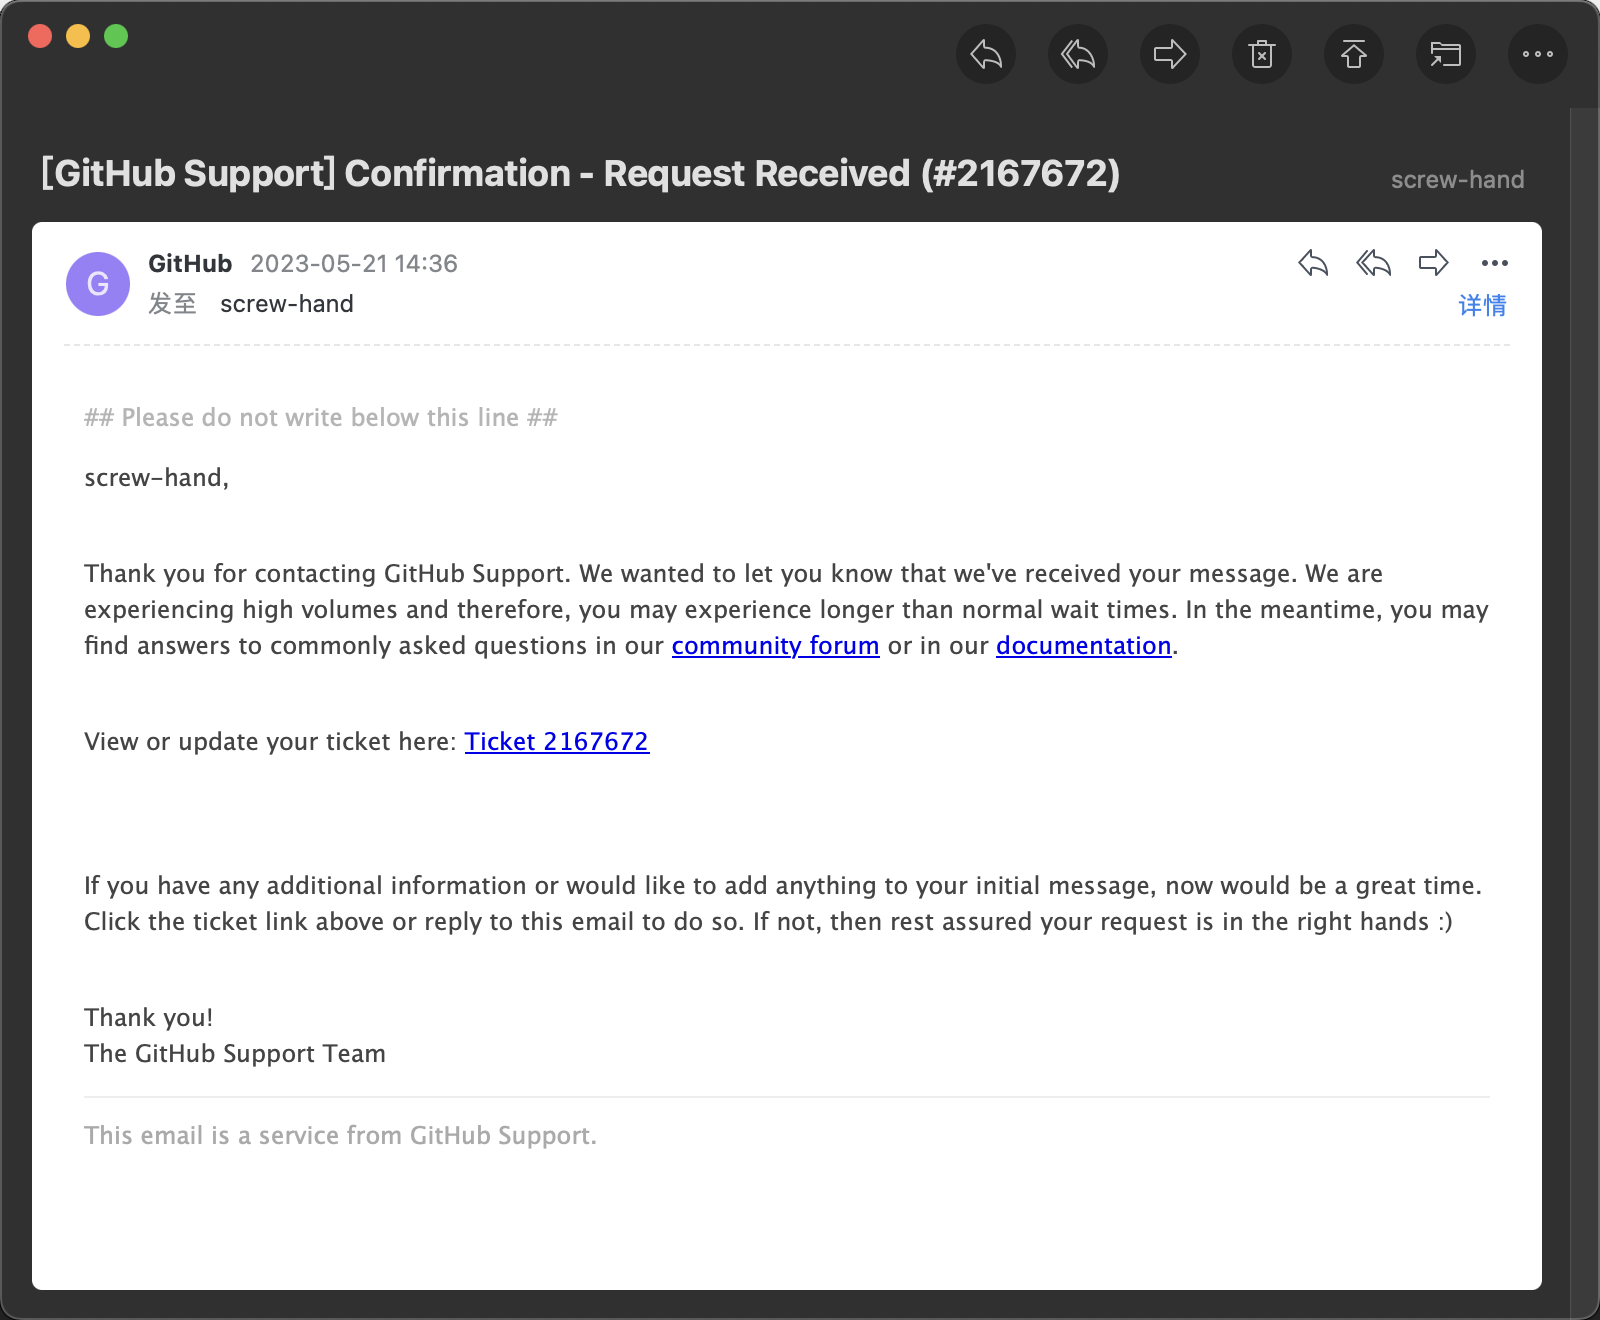 [GitHub Support] Confirmation - Request Received (#2167672)
screw-hand
G
GitHub 2023-05-21 14:36
发至 screw-hand
详情
## Please do not write below this line ##
screw-hand,
Thank you for contacting GitHub Support. We wanted to let you know that we've received your message. We are
experiencing high volumes and therefore, you may experience longer than normal wait times. In the meantime, you may
find answers to commonly asked questions in our community forum or in our documentation.
View or update your ticket here: Ticket 2167672
If you have any additional information or would like to add anything to your initial message, now would be a great time.
Click the ticket link above or reply to this email to do so. If not, then rest assured your request is in the right hands :)
Thank you!
The GitHub Support Team
This email is a service from GitHub Support.